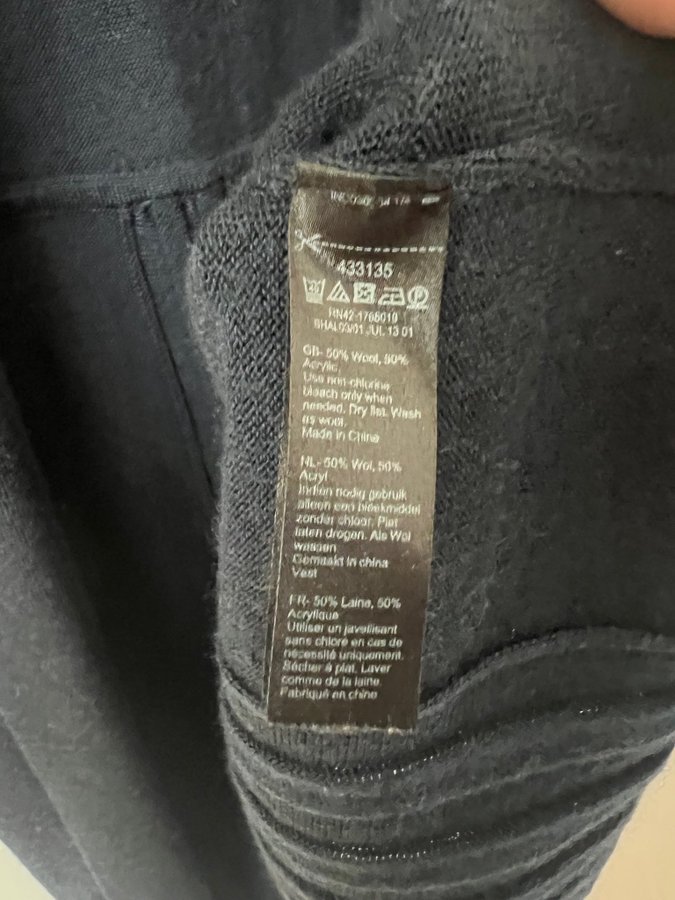 433135
RN42-1765010
BHAL03/01 JUL 13 01
GB- 50% Wool, 50%
Acrylic,
Use non-chlorine
bleach only when
needed. Dry flat. Wash
as wool.
Made in China
NL- 50% Wol, 50%
Acryl
Indien nodig gebruik
alleen een bleekmiddel
zonder chloor. Plat
laten drogen. Als Wol
wassen
Gemaakt in china
Vest
FR- 50% Laine, 50%
Acrylique
Utiliser un javellisant
sans chlore en cas de
nécessité uniquement.
Sécher à plat. Laver
comme de la laine.
Fabriqué en chine